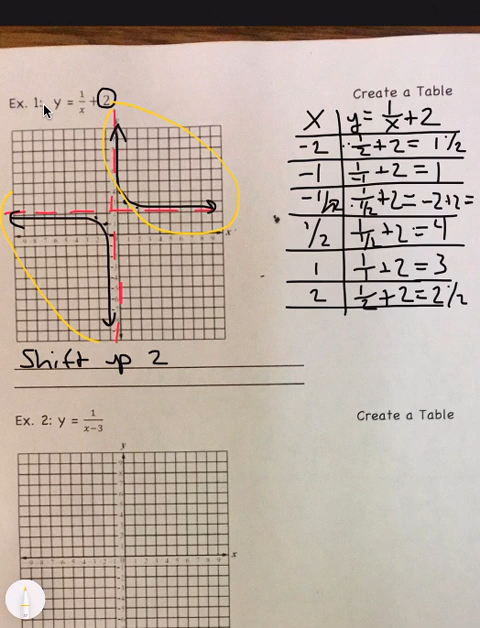 Ex. 1: y = 1/x + 2
Create a Table
x | y = 1/x + 2
-2 | -1/2 + 2 = 1 1/2
-1 | 1/-1 + 2 = 1
-1/2 | 1/-1/2 + 2 = -2+2=
1/2 | 1/1/2 + 2 = 4
1 | 1/1 + 2 = 3
2 | 1/2 + 2 = 2 1/2
x
Shift up 2
Ex. 2: y = 1/x-3
Create a Table
y
x